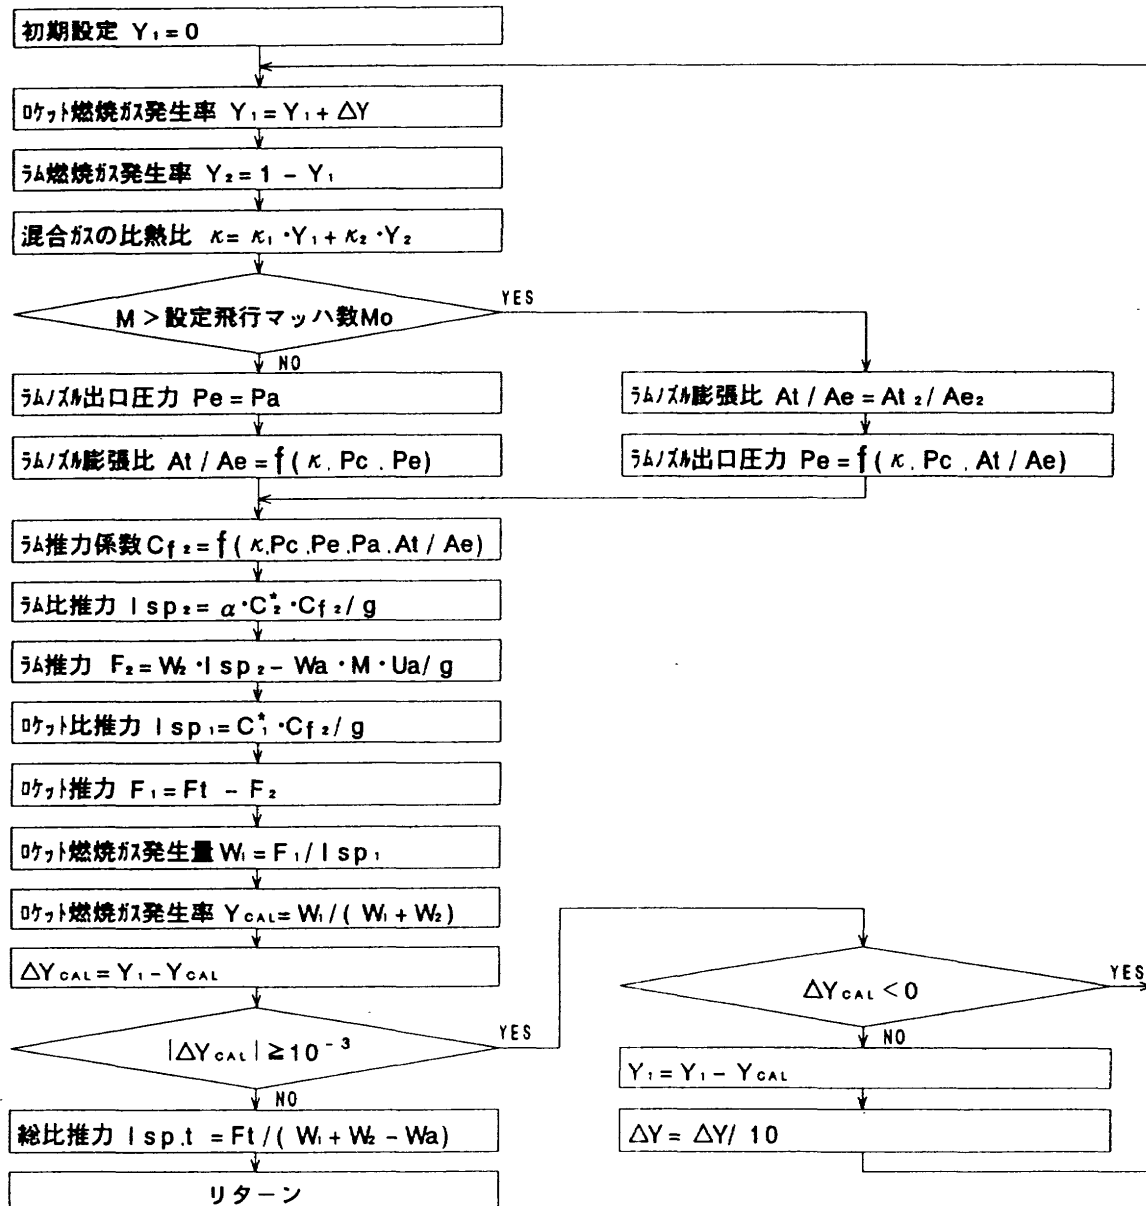 初期設定 Y₁=0
ロケット燃焼ガス発生率 Y₁=Y₁+△Y
ラム燃焼ガス発生率 Y₂=1 - Y₁
混合ガスの比熱比 κ= κ₁・Y₁+κ₂・Y₂
M>設定飛行マッハ数Mo
YES
NO
ラムノズル出口圧力 Pe=Pa
ラムノズル膨張比 At / Ae=f( κ. Pc . Pe)
ラムノズル膨張比 At / Ae=At₂/ Ae₂
ラムノズル出口圧力 Pe=f( κ. Pc . At / Ae)
ラム推力係数Cf₂=f( κ.Pc.Pe.Pa.At / Ae)
ラム比推力 Isp₂= α・C*₂・Cf₂/ g
ラム推力 F₂=W₂・Isp₂- Wa・M・Ua/ g
ロケット比推力 Isp₁=C*₁・Cf₂/ g
ロケット推力 F₁=Ft - F₂
ロケット燃焼ガス発生量W₁=F₁/ Isp₁
ロケット燃焼ガス発生率 YCAL=W₁/( W₁+W₂)
△YCAL=Y₁-YCAL
|△YCAL|≧10⁻³
YES
NO
総比推力 Isp.t =Ft/( W₁+W₂-Wa)
リターン
△YCAL<0
YES
NO
Y₁=Y₁-YCAL
△Y= △Y/ 10